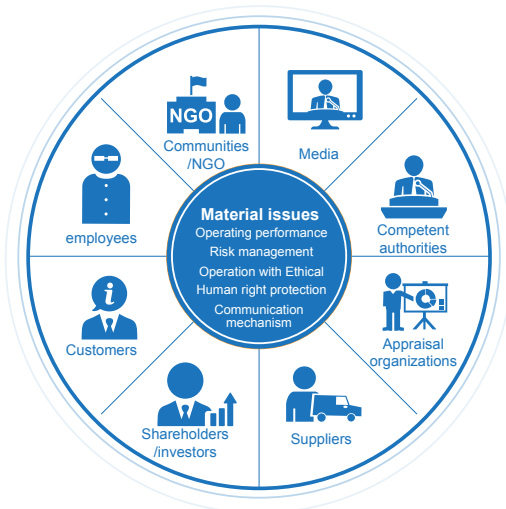 NGO
Communities
/NGO
Media
employees
Competent
authorities
Material issues
Operating performance
Risk management
Operation with Ethical
Human right protection
Communication
mechanism
i
Customers
Appraisal
organizations
Shareholders
/investors
Suppliers